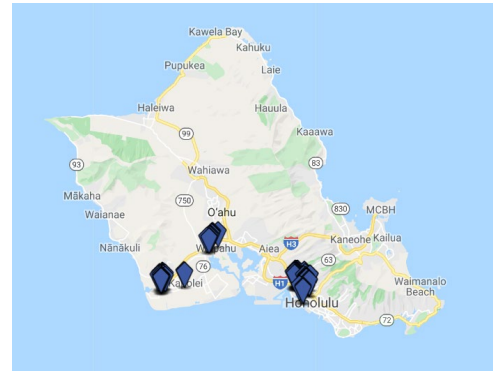 Kawela Bay
Kahuku
Pupukea
Laie
Haleiwa
Hauula
99
Kaaawa
93
83
Wahiawa
Mākaha
750
830
MCBH
Waianae
O'ahu
Nānākuli
H3
Kaneohe
Kailua
Aiea
76
63
H1
Waimanalo
Beach
Honolulu
72